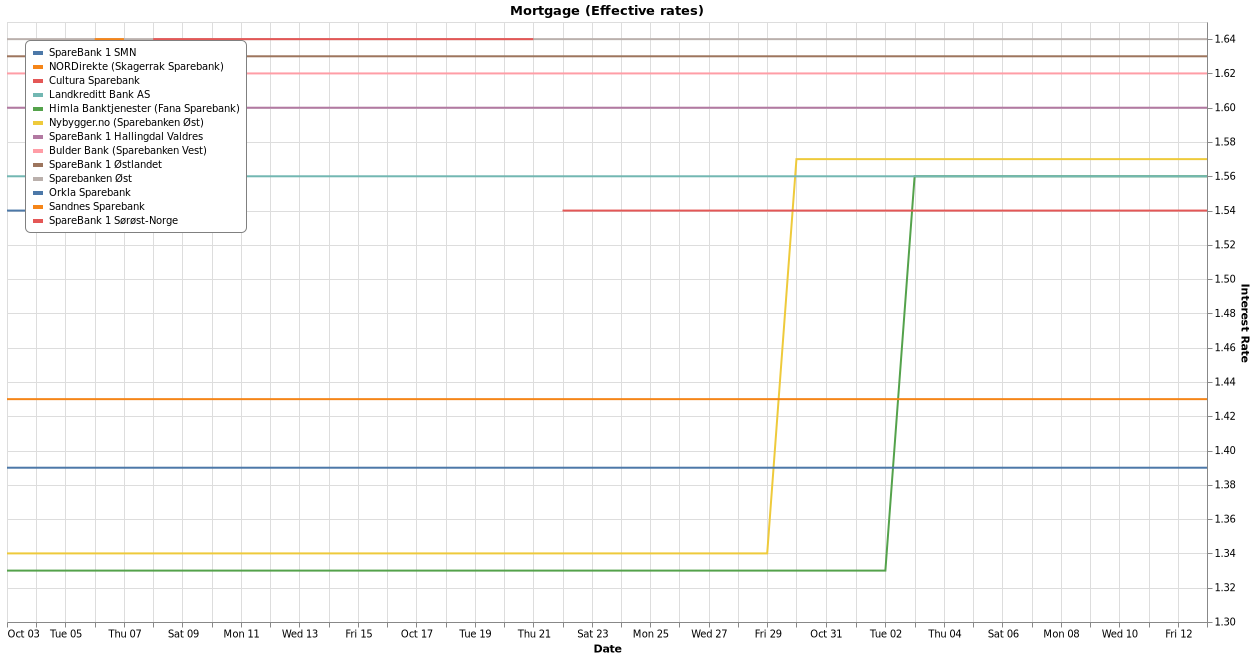 Mortgage (Effective rates)
SpareBank 1 SMN
NORDirekte (Skagerrak Sparebank)
Cultura Sparebank
Landkreditt Bank AS
Himla Banktjenester (Fana Sparebank)
Nybygger.no (Sparebanken Øst)
SpareBank 1 Hallingdal Valdres
Bulder Bank (Sparebanken Vest)
SpareBank 1 Østlandet
Sparebanken Øst
Orkla Sparebank
Sandnes Sparebank
SpareBank 1 Sørøst-Norge
1.64
1.62
1.60
1.58
1.56
1.54
1.52
1.50
1.48
1.46
1.44
1.42
1.40
1.38
1.36
1.34
1.32
1.30
Interest Rate
Oct 03 Tue 05 Thu 07 Sat 09 Mon 11 Wed 13 Fri 15 Oct 17 Tue 19 Thu 21 Sat 23 Mon 25 Wed 27 Fri 29 Oct 31 Tue 02 Thu 04 Sat 06 Mon 08 Wed 10 Fri 12
Date